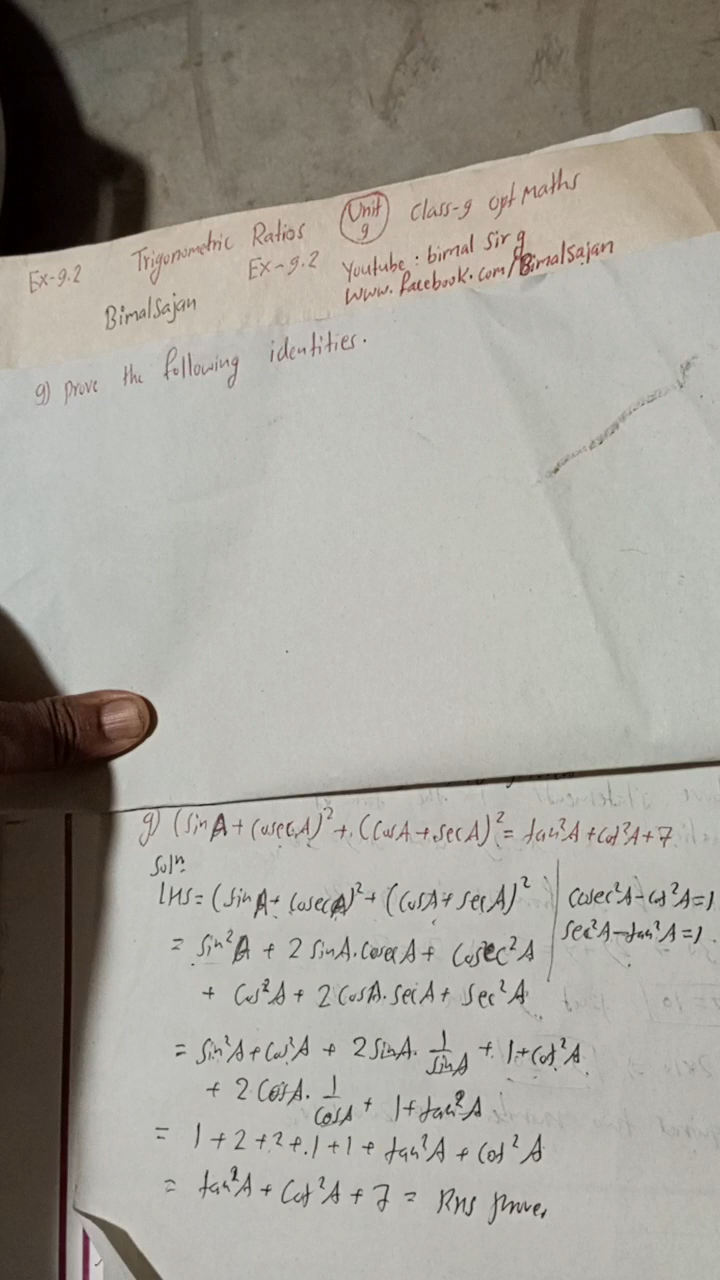 Ex-9.2 Trigonometric Ratios Unit 9 Class-9 opt Maths
BimalSajan Ex-9.2 Youtube : bimal Sir g
www.facebook.com/BimalSajan
9) prove the following identities.
g) (sinA + cosecA)² + (cosA + secA)² = tan²A + cot²A + 7
Solⁿ
LHS = (sinA + cosecA)² + (cosA + secA)² | cosec²A - cot²A = 1
= sin²A + 2 sinA.cosecA + cosec²A | sec²A - tan²A = 1
+ cos²A + 2 cosA.secA + sec²A
= sin²A + cos²A + 2 sinA. 1/sinA + 1 + cot²A
+ 2 cosA. 1/cosA + 1 + tan²A
= 1 + 2 + 2 + 1 + 1 + tan²A + cot²A
= tan²A + cot²A + 7 = RHS prove,